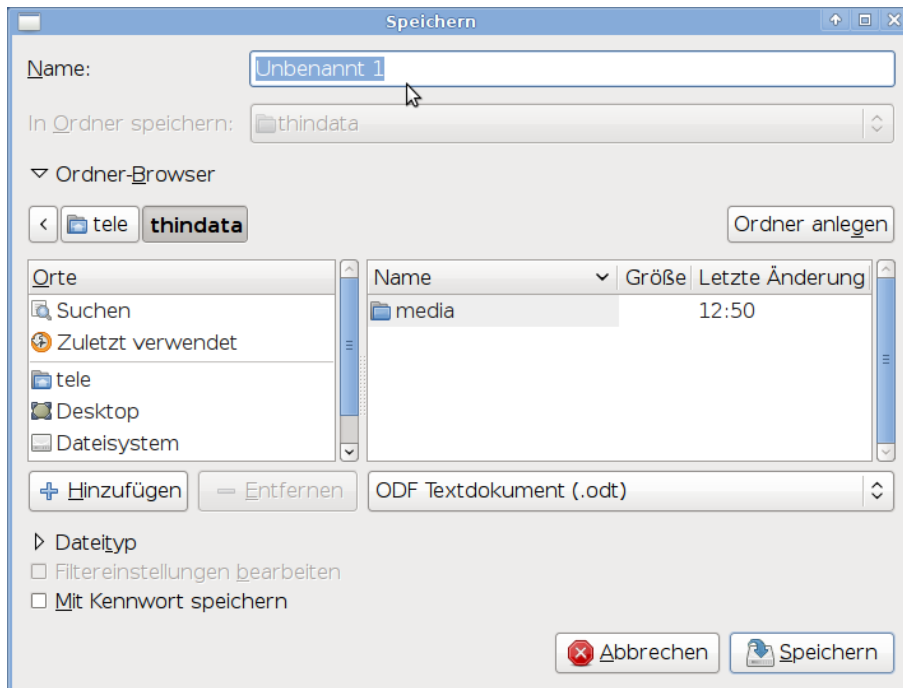 Speichern
Name: Unbenannt 1
In Ordner speichern: thindata
Ordner-Browser
tele thindata Ordner anlegen
Orte
Suchen
Zuletzt verwendet
tele
Desktop
Dateisystem
Name Größe Letzte Änderung
media 12:50
Hinzufügen Entfernen ODF Textdokument (.odt)
Dateityp
Filtereinstellungen bearbeiten
Mit Kennwort speichern
Abbrechen Speichern